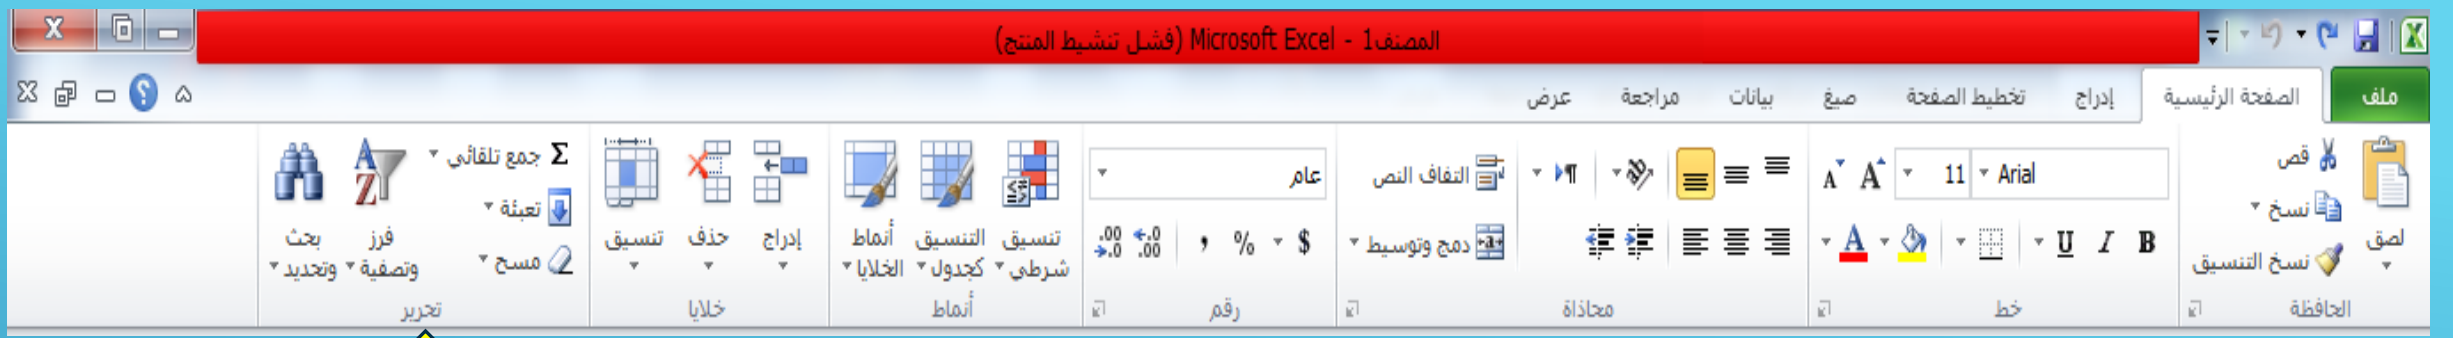 المصنف1 - Microsoft Excel (فشل تنشيط المنتج)
ملف الصفحة الرئيسية إدراج تخطيط الصفحة صيغ بيانات مراجعة عرض
لصق
قص
نسخ
نسخ التنسيق
الحافظة
Arial 11
B I U
خط
التفاف النص
دمج وتوسيط
محاذاة
عام
$ % ,
رقم
تنسيق شرطي
التنسيق كجدول
أنماط الخلايا
أنماط
إدراج
حذف
تنسيق
خلايا
Σ جمع تلقائي
تعبئة
مسح
فرز وتصفية
بحث وتحديد
تحرير